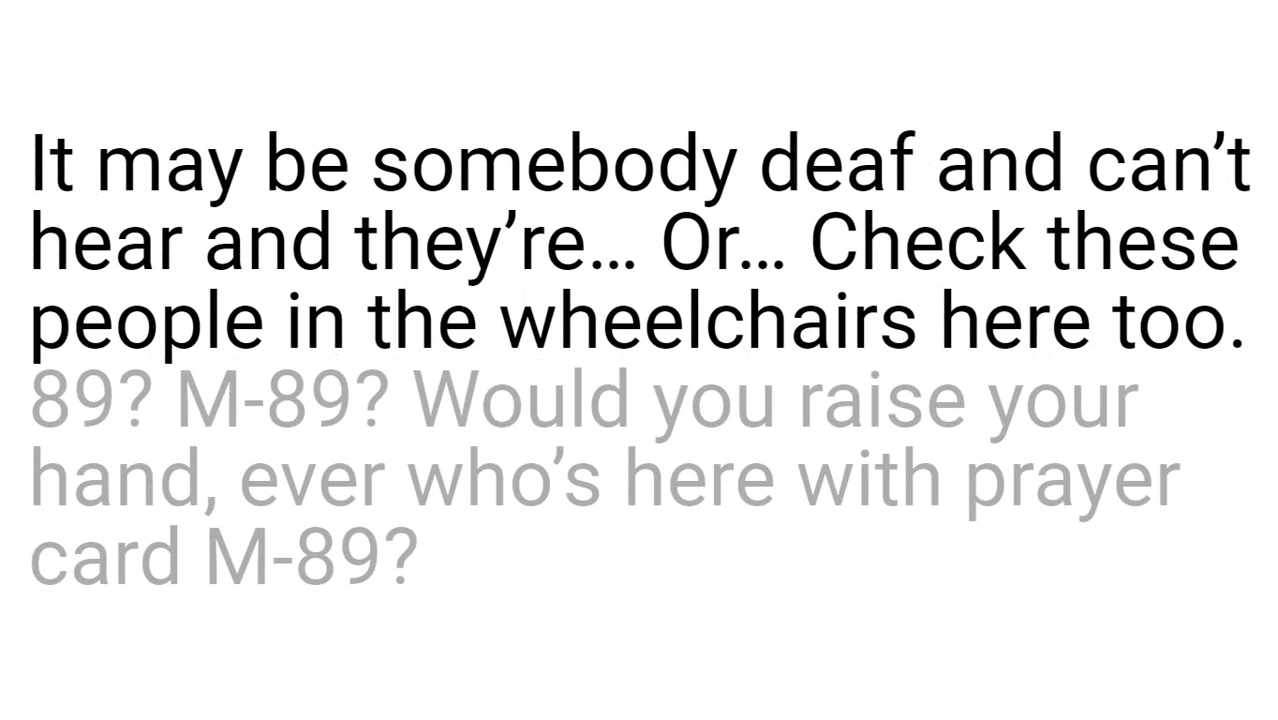 It may be somebody deaf and can’t
hear and they’re… Or… Check these
people in the wheelchairs here too.
89? M-89? Would you raise your
hand, ever who’s here with prayer
card M-89?